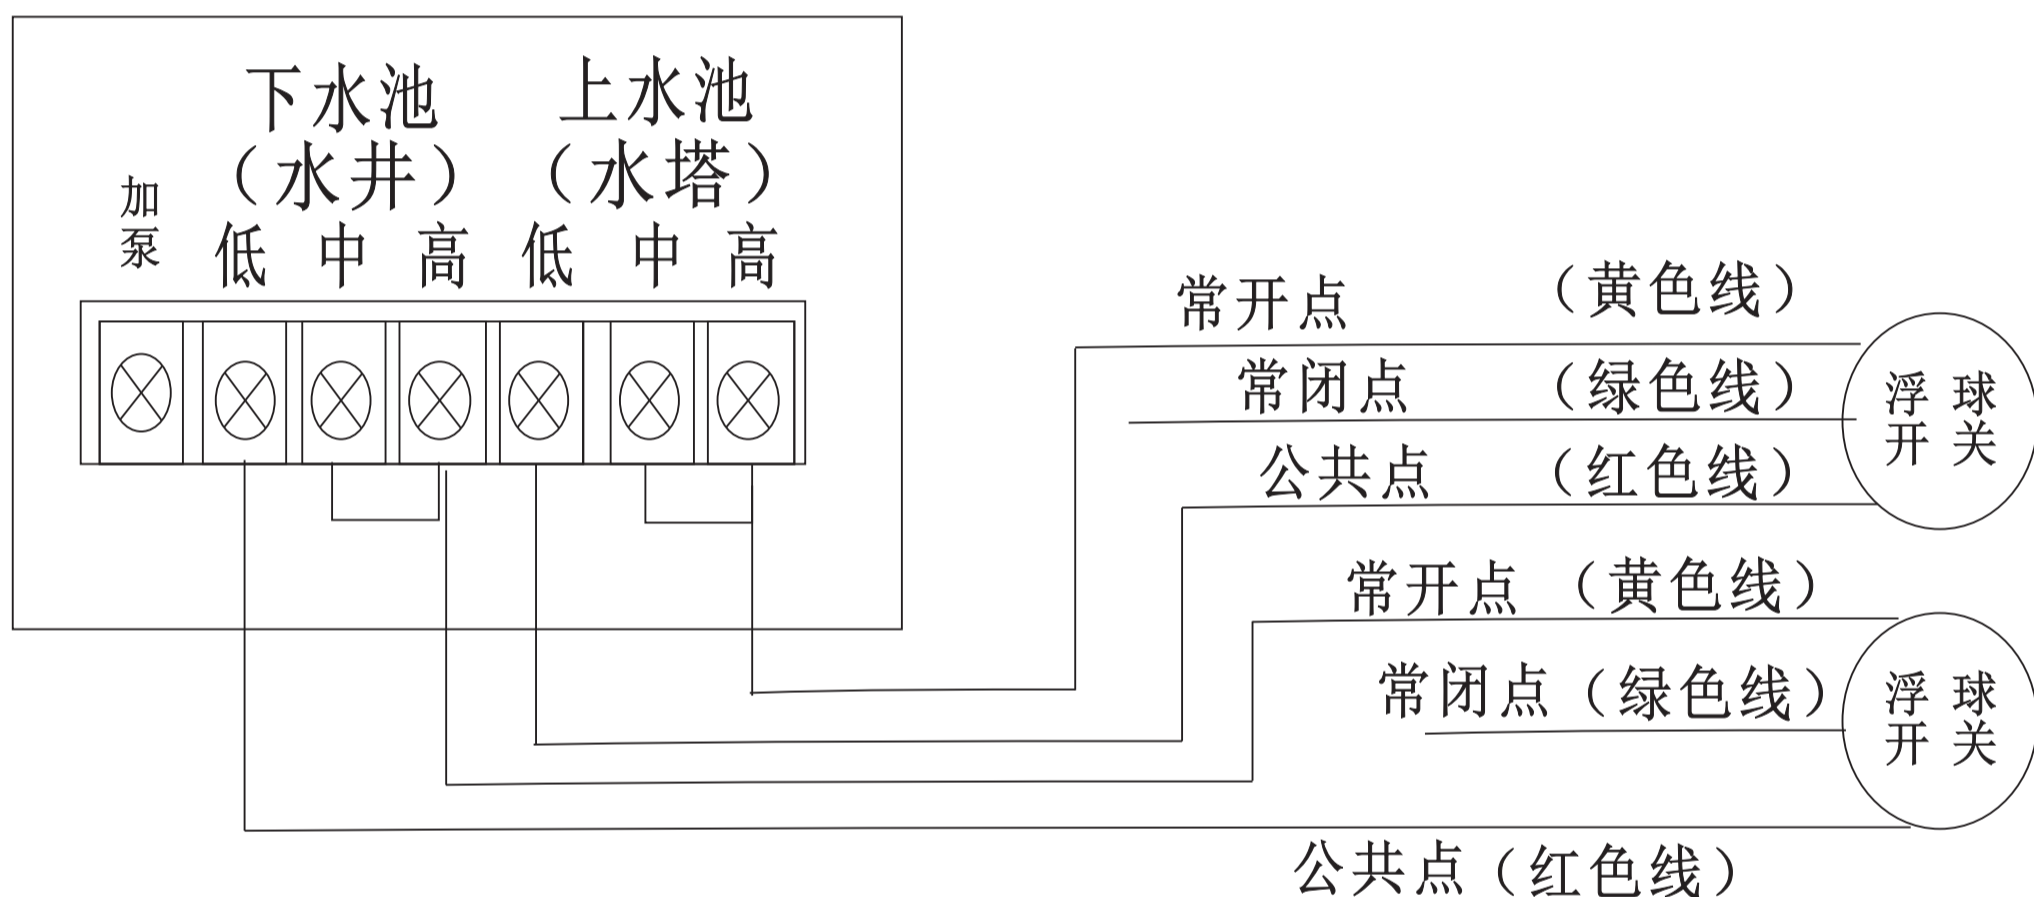 下水池
(水井)
上水池
(水塔)
加泵
低 中 高 低 中 高
常开点 (黄色线)
常闭点 (绿色线)
公共点 (红色线)
浮球
开关
常开点 (黄色线)
常闭点 (绿色线)
公共点 (红色线)
浮球
开关